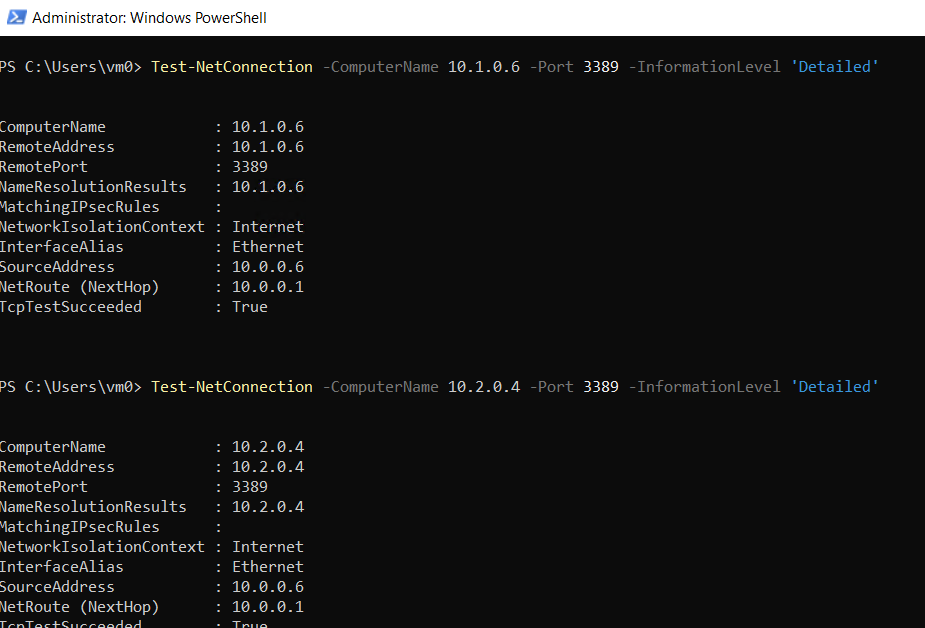 Administrator: Windows PowerShell
PS C:\Users\vm0> Test-NetConnection -ComputerName 10.1.0.6 -Port 3389 -InformationLevel 'Detailed'
ComputerName : 10.1.0.6
RemoteAddress : 10.1.0.6
RemotePort : 3389
NameResolutionResults : 10.1.0.6
MatchingIPsecRules :
NetworkIsolationContext : Internet
InterfaceAlias : Ethernet
SourceAddress : 10.0.0.6
NetRoute (NextHop) : 10.0.0.1
TcpTestSucceeded : True
PS C:\Users\vm0> Test-NetConnection -ComputerName 10.2.0.4 -Port 3389 -InformationLevel 'Detailed'
ComputerName : 10.2.0.4
RemoteAddress : 10.2.0.4
RemotePort : 3389
NameResolutionResults : 10.2.0.4
MatchingIPsecRules :
NetworkIsolationContext : Internet
InterfaceAlias : Ethernet
SourceAddress : 10.0.0.6
NetRoute (NextHop) : 10.0.0.1
TcpTestSucceeded : True